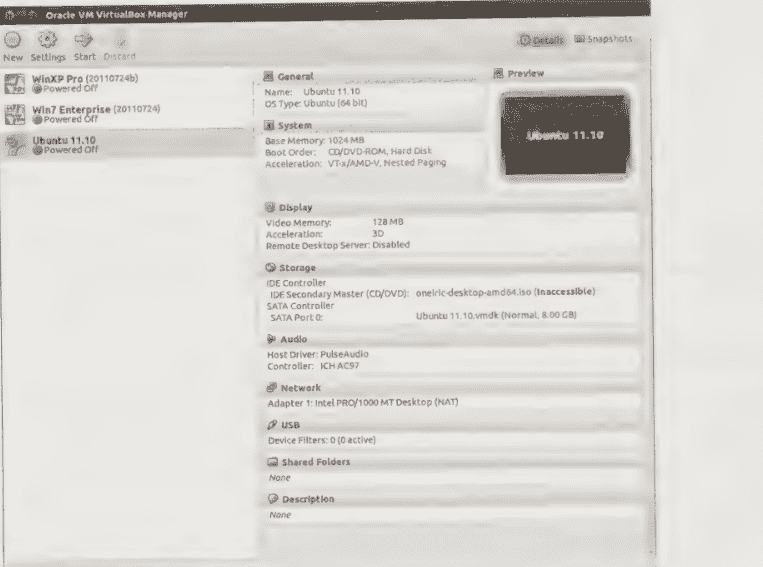 Oracle VM VirtualBox Manager
New Settings Start Discard
Details Snapshots
WinXP Pro (20110724b)
Powered Off
Win7 Enterprise (20110724)
Powered Off
Ubuntu 11.10
Powered Off
General
Name: Ubuntu 11.10
OS Type: Ubuntu (64 bit)
System
Base Memory: 1024 MB
Boot Order: CD/DVD-ROM, Hard Disk
Acceleration: VT-x/AMD-V, Nested Paging
Preview
Ubuntu 11.10
Display
Video Memory: 128 MB
Acceleration: 3D
Remote Desktop Server: Disabled
Storage
IDE Controller
IDE Secondary Master (CD/DVD): oneiric-desktop-amd64.iso (Inaccessible)
SATA Controller
SATA Port 0: Ubuntu 11.10.vmdk (Normal, 8.00 GB)
Audio
Host Driver: PulseAudio
Controller: ICH AC97
Network
Adapter 1: Intel PRO/1000 MT Desktop (NAT)
USB
Device Filters: 0 (0 active)
Shared Folders
None
Description
None